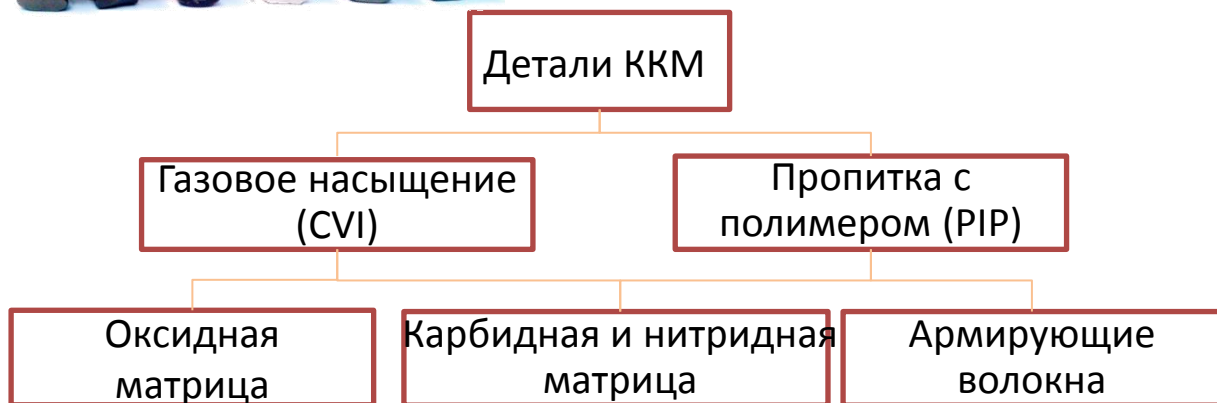 Детали ККМ
Газовое насыщение
(CVI)
Пропитка с
полимером (PIP)
Оксидная
матрица
Карбидная и нитридная
матрица
Армирующие
волокна